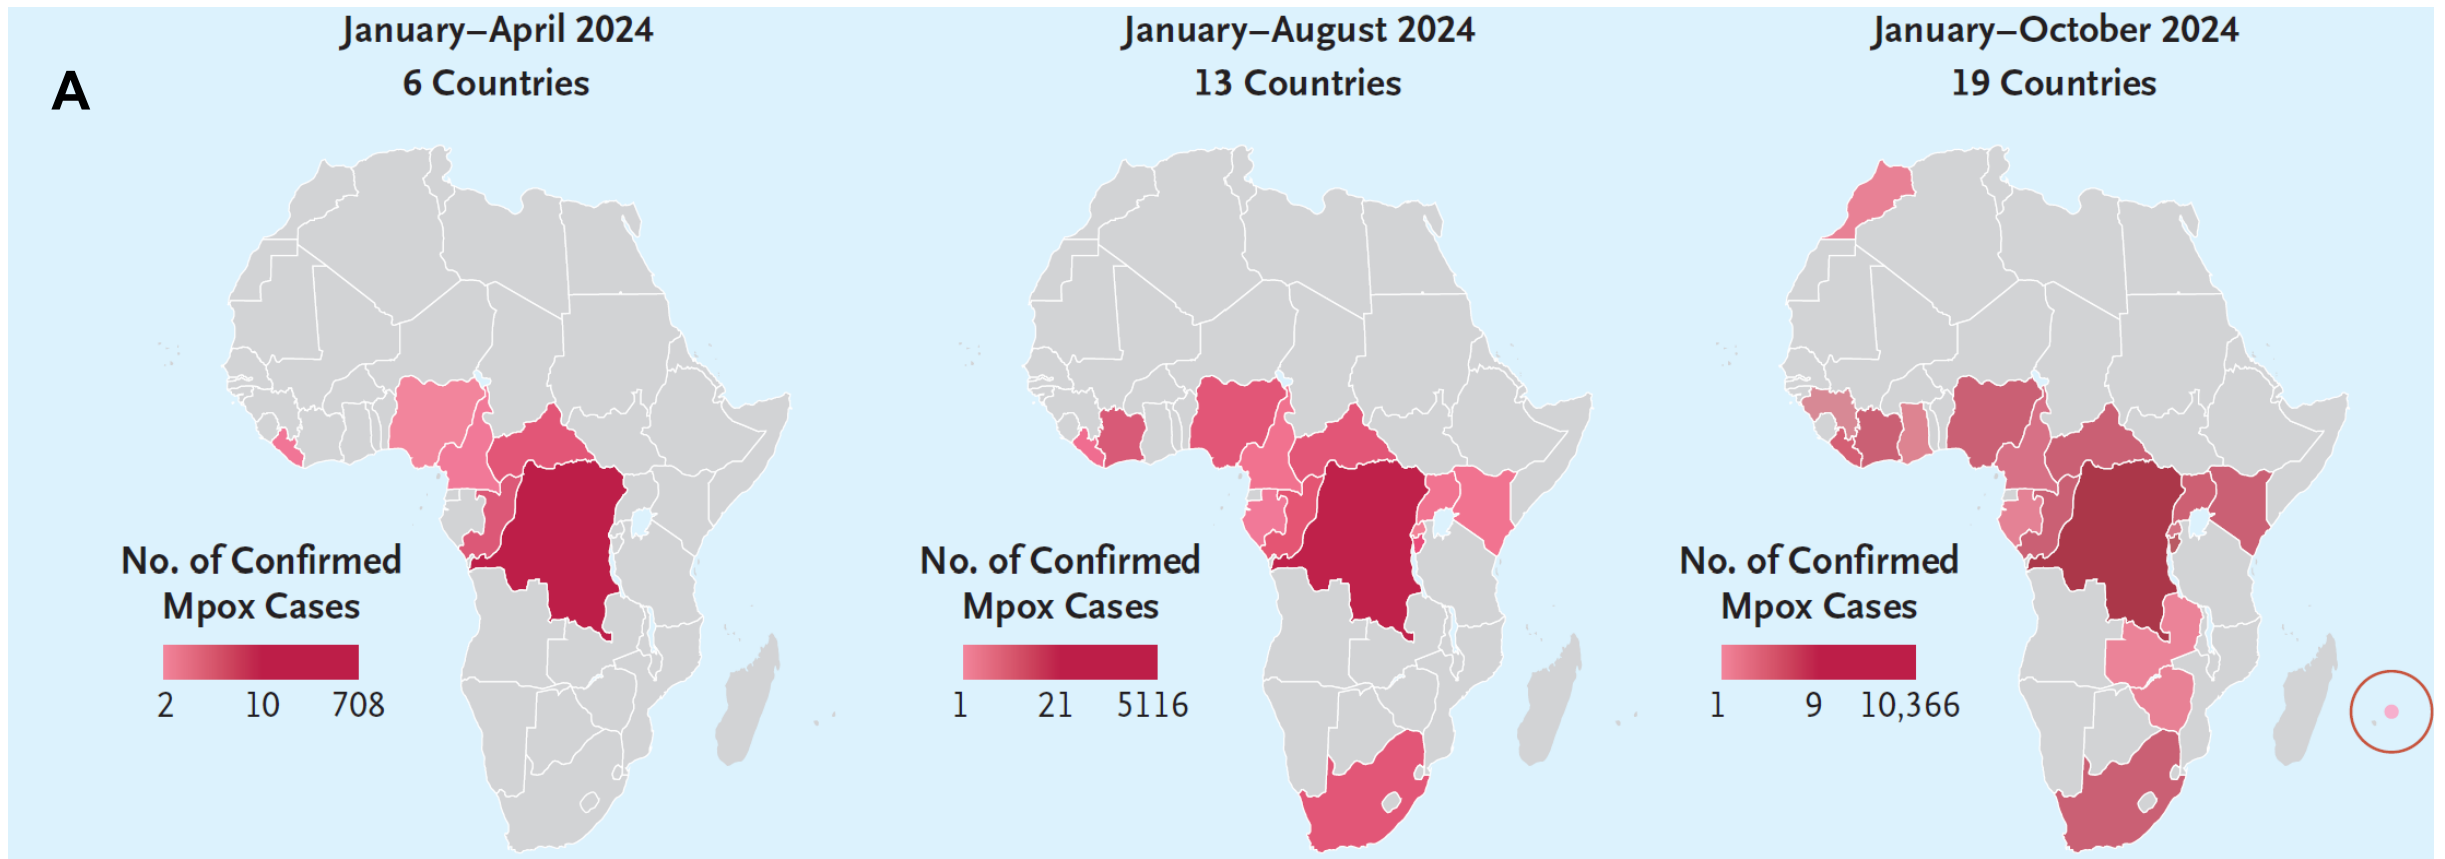 A
January–April 2024
6 Countries
No. of Confirmed
Mpox Cases
2 10 708
January–August 2024
13 Countries
No. of Confirmed
Mpox Cases
1 21 5116
January–October 2024
19 Countries
No. of Confirmed
Mpox Cases
1 9 10,366